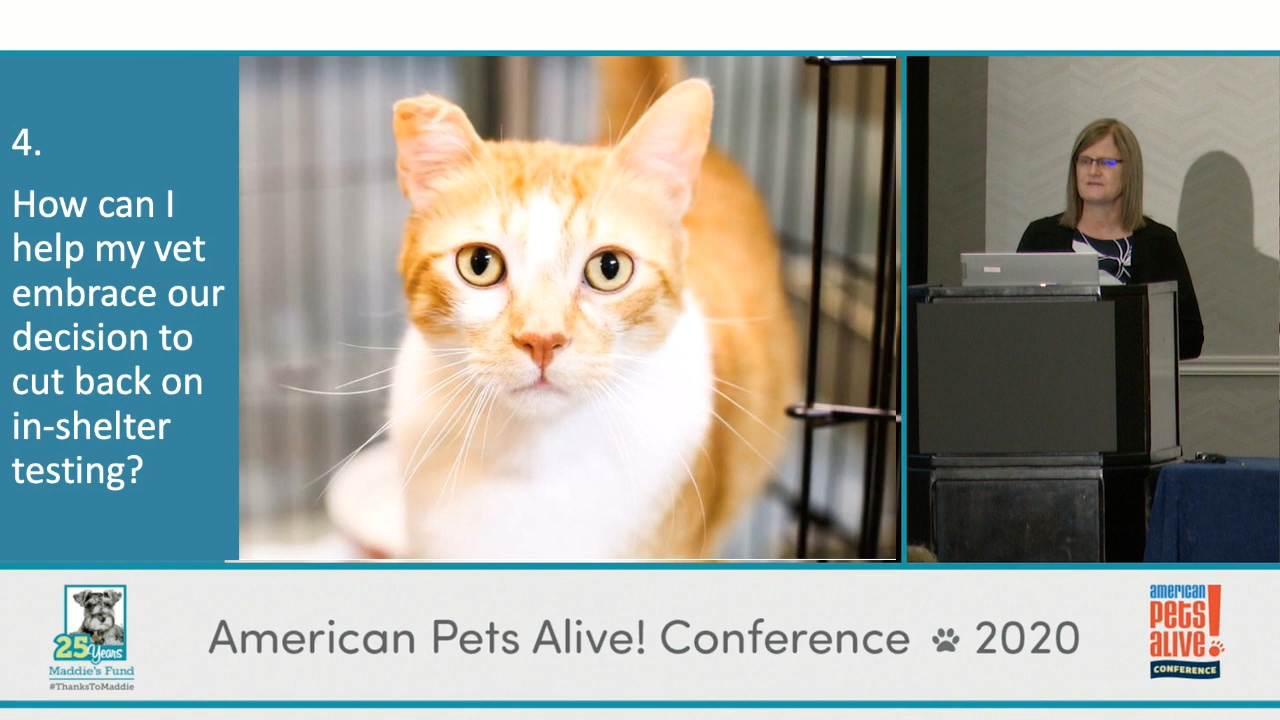 4.
How can I
help my vet
embrace our
decision to
cut back on
in-shelter
testing?
25 Years
Maddie's Fund
#ThanksToMaddie
American Pets Alive! Conference 2020
american
PETS
ALIVE!
CONFERENCE